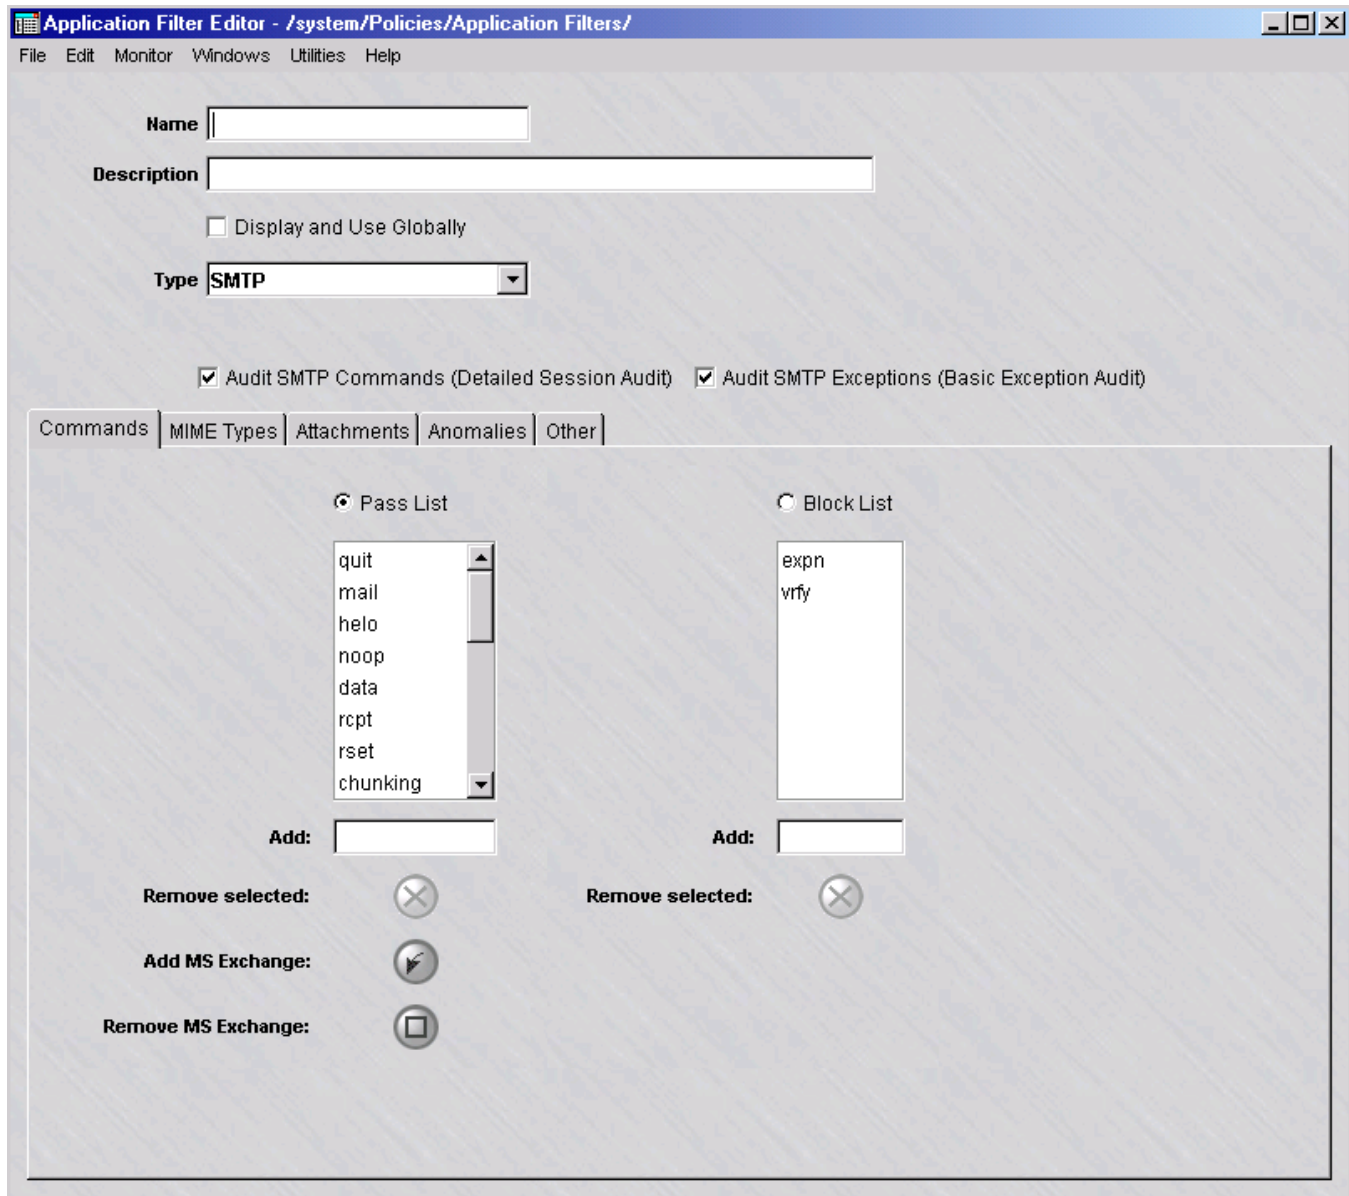 Application Filter Editor - /system/Policies/Application Filters/
File Edit Monitor Windows Utilities Help
Name
Description
Display and Use Globally
Type SMTP
Audit SMTP Commands (Detailed Session Audit) Audit SMTP Exceptions (Basic Exception Audit)
Commands MIME Types Attachments Anomalies Other
Pass List Block List
quit expn
mail vrfy
helo
noop
data
rcpt
rset
chunking
Add: Add:
Remove selected: Remove selected:
Add MS Exchange:
Remove MS Exchange: